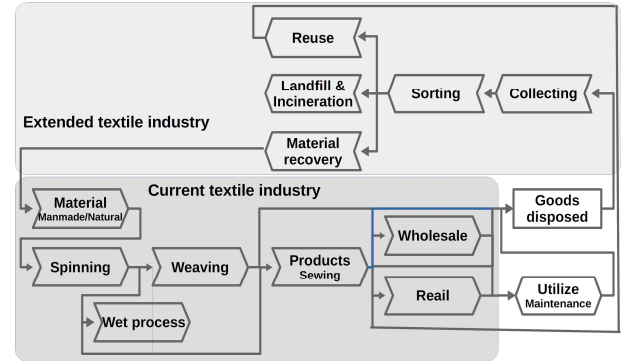 Reuse
Landfill &
Incineration
Sorting
Collecting
Extended textile industry
Material
recovery
Current textile industry
Material
Manmade/Natural
Goods
disposed
Wholesale
Spinning
Weaving
Products
Sewing
Reail
Utilize
Maintenance
Wet process